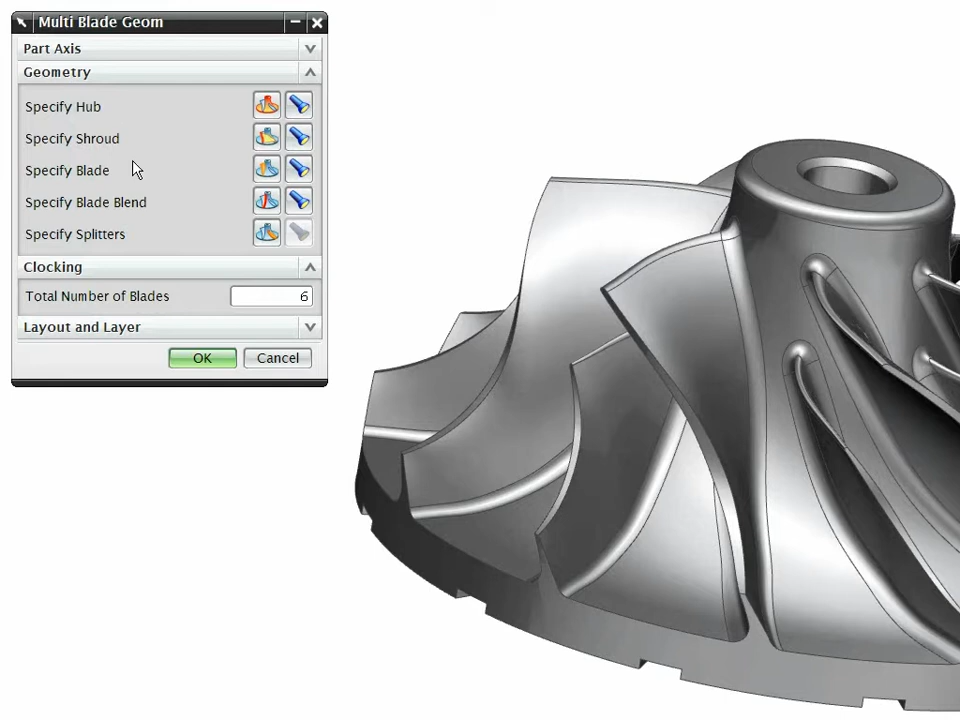 Multi Blade Geom
Part Axis
Geometry
Specify Hub
Specify Shroud
Specify Blade
Specify Blade Blend
Specify Splitters
Clocking
Total Number of Blades 6
Layout and Layer
OK Cancel